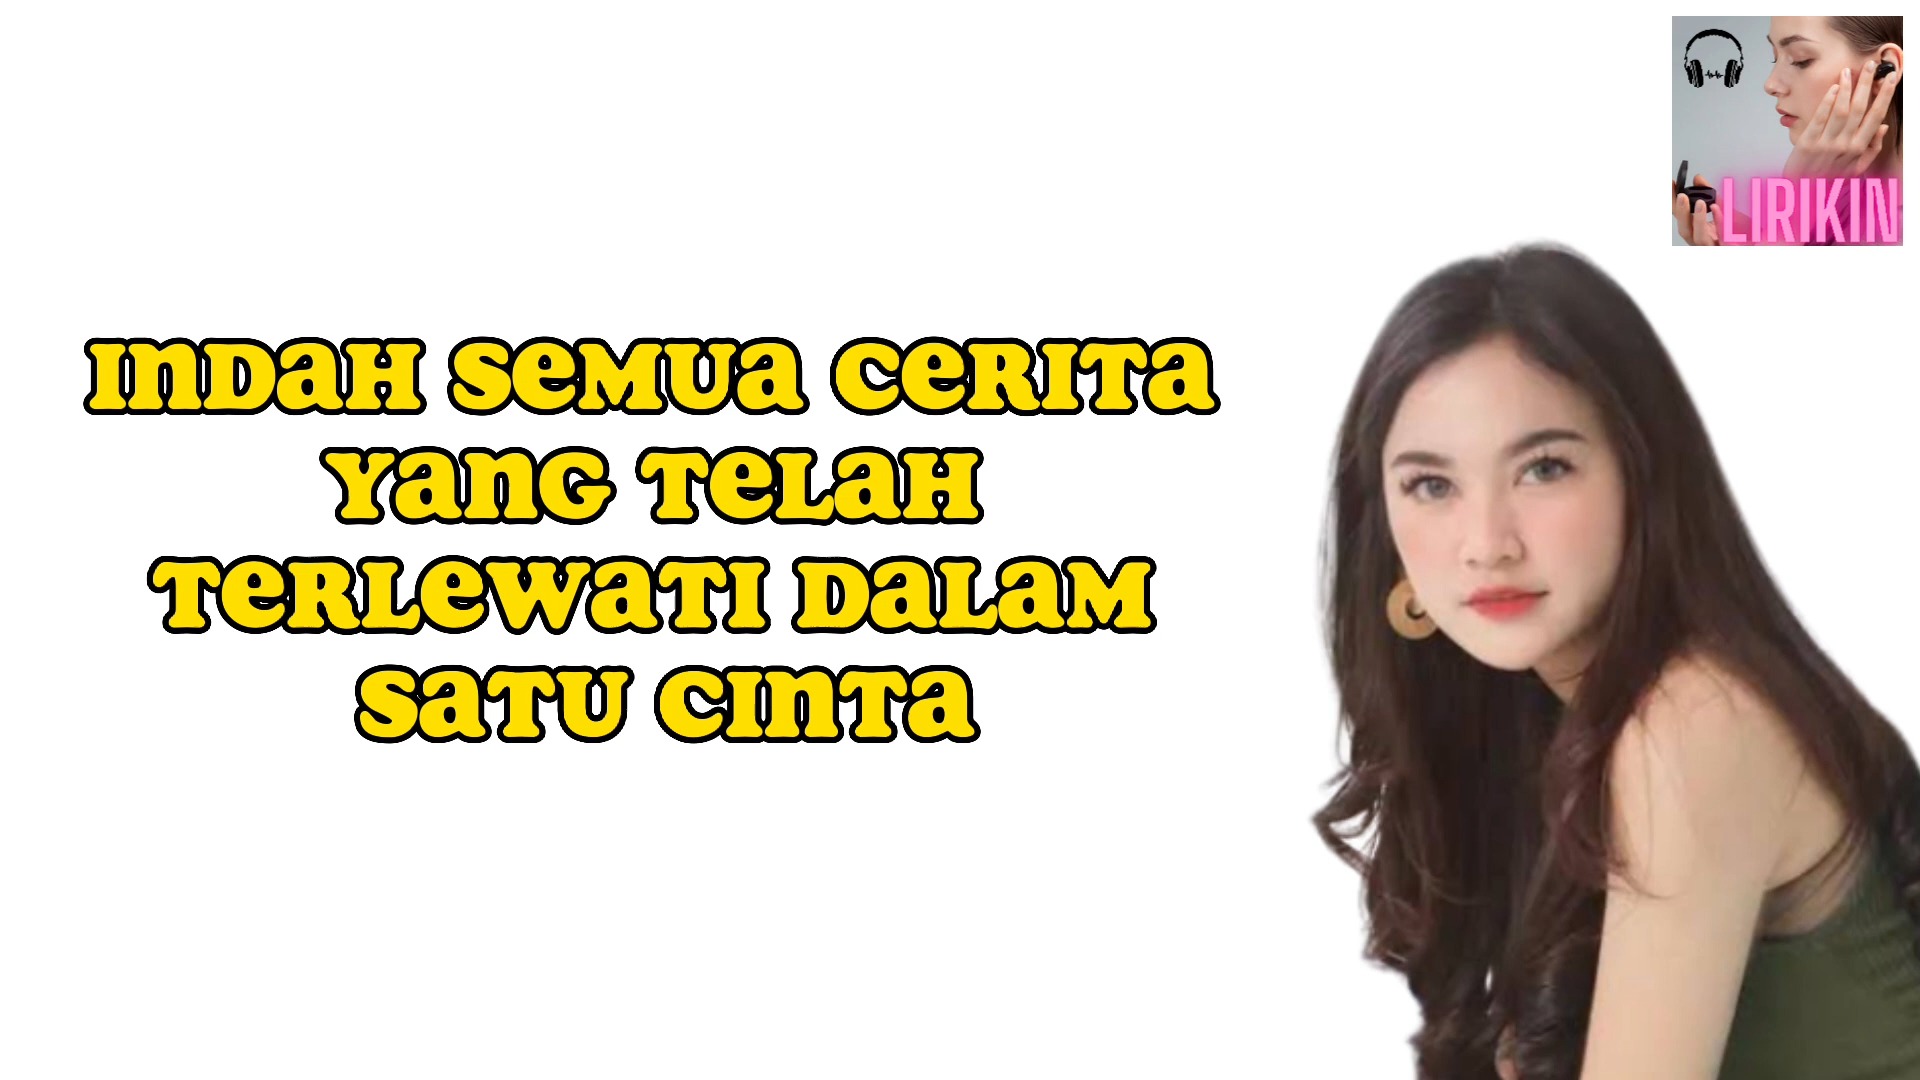 LIRIKIN
INDAH SEMUA CERITA
YANG TELAH
TERLEWATI DALAM
SATU CINTA